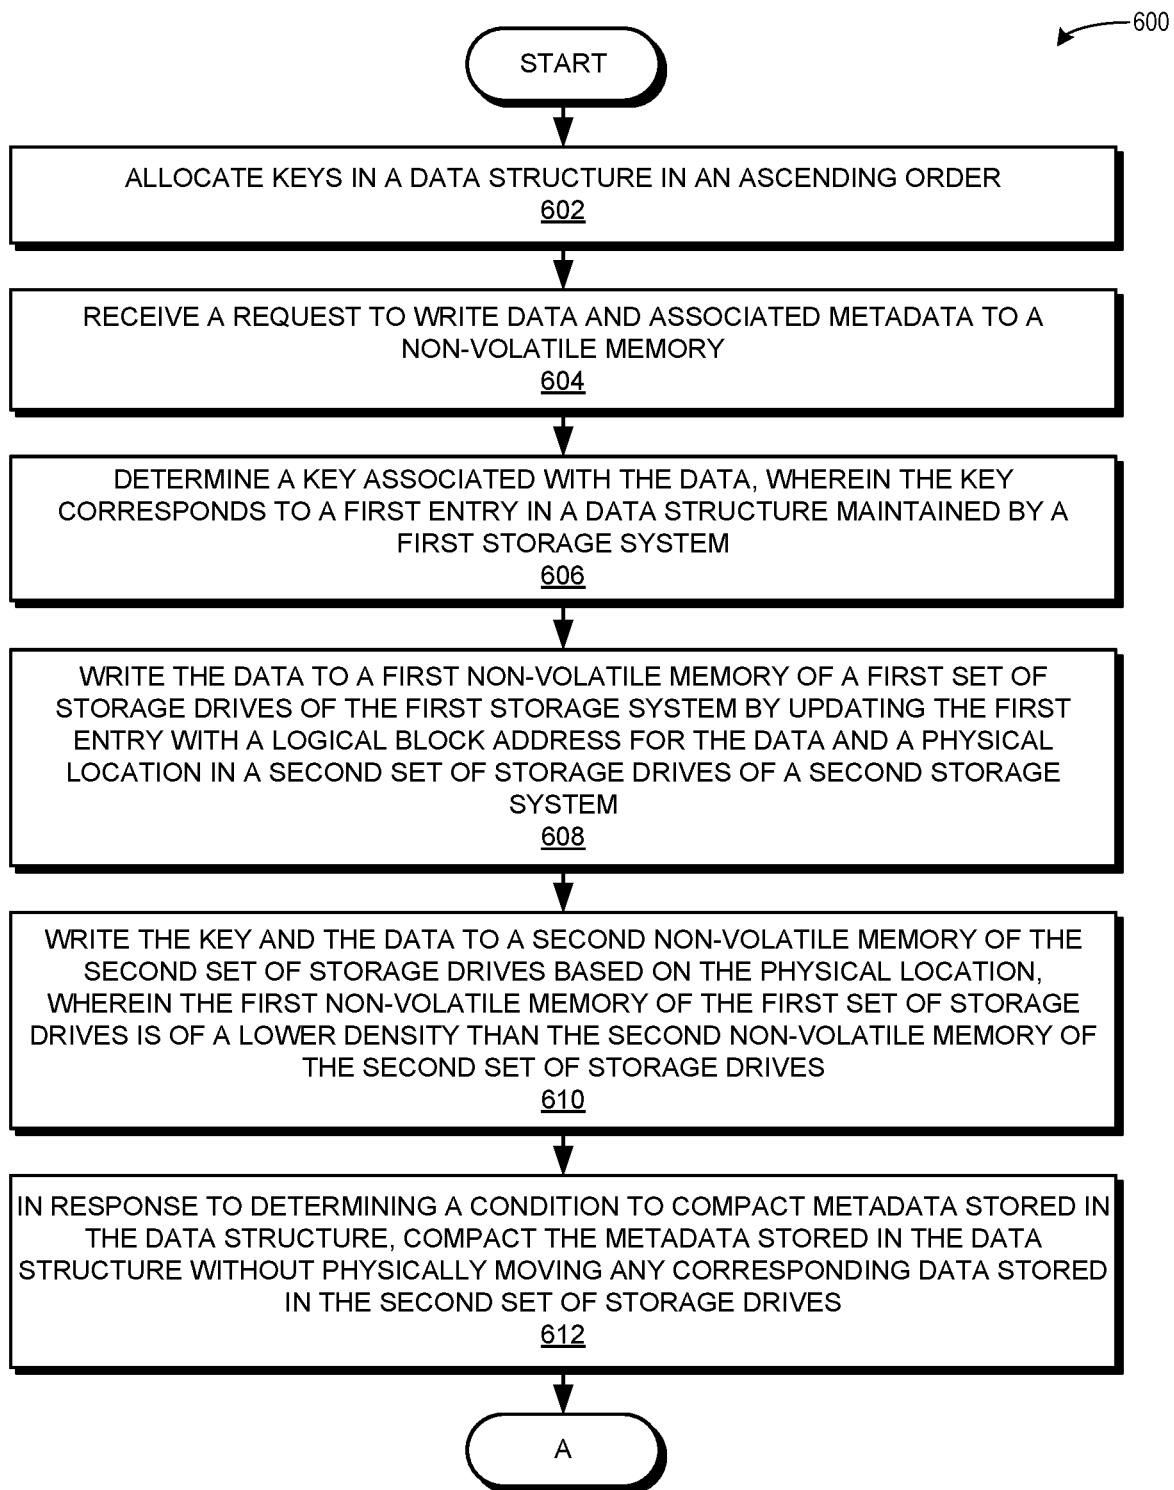 600
START
ALLOCATE KEYS IN A DATA STRUCTURE IN AN ASCENDING ORDER
602
RECEIVE A REQUEST TO WRITE DATA AND ASSOCIATED METADATA TO A
NON-VOLATILE MEMORY
604
DETERMINE A KEY ASSOCIATED WITH THE DATA, WHEREIN THE KEY
CORRESPONDS TO A FIRST ENTRY IN A DATA STRUCTURE MAINTAINED BY A
FIRST STORAGE SYSTEM
606
WRITE THE DATA TO A FIRST NON-VOLATILE MEMORY OF A FIRST SET OF
STORAGE DRIVES OF THE FIRST STORAGE SYSTEM BY UPDATING THE FIRST
ENTRY WITH A LOGICAL BLOCK ADDRESS FOR THE DATA AND A PHYSICAL
LOCATION IN A SECOND SET OF STORAGE DRIVES OF A SECOND STORAGE
SYSTEM
608
WRITE THE KEY AND THE DATA TO A SECOND NON-VOLATILE MEMORY OF THE
SECOND SET OF STORAGE DRIVES BASED ON THE PHYSICAL LOCATION,
WHEREIN THE FIRST NON-VOLATILE MEMORY OF THE FIRST SET OF STORAGE
DRIVES IS OF A LOWER DENSITY THAN THE SECOND NON-VOLATILE MEMORY OF
THE SECOND SET OF STORAGE DRIVES
610
IN RESPONSE TO DETERMINING A CONDITION TO COMPACT METADATA STORED IN
THE DATA STRUCTURE, COMPACT THE METADATA STORED IN THE DATA
STRUCTURE WITHOUT PHYSICALLY MOVING ANY CORRESPONDING DATA STORED
IN THE SECOND SET OF STORAGE DRIVES
612
A